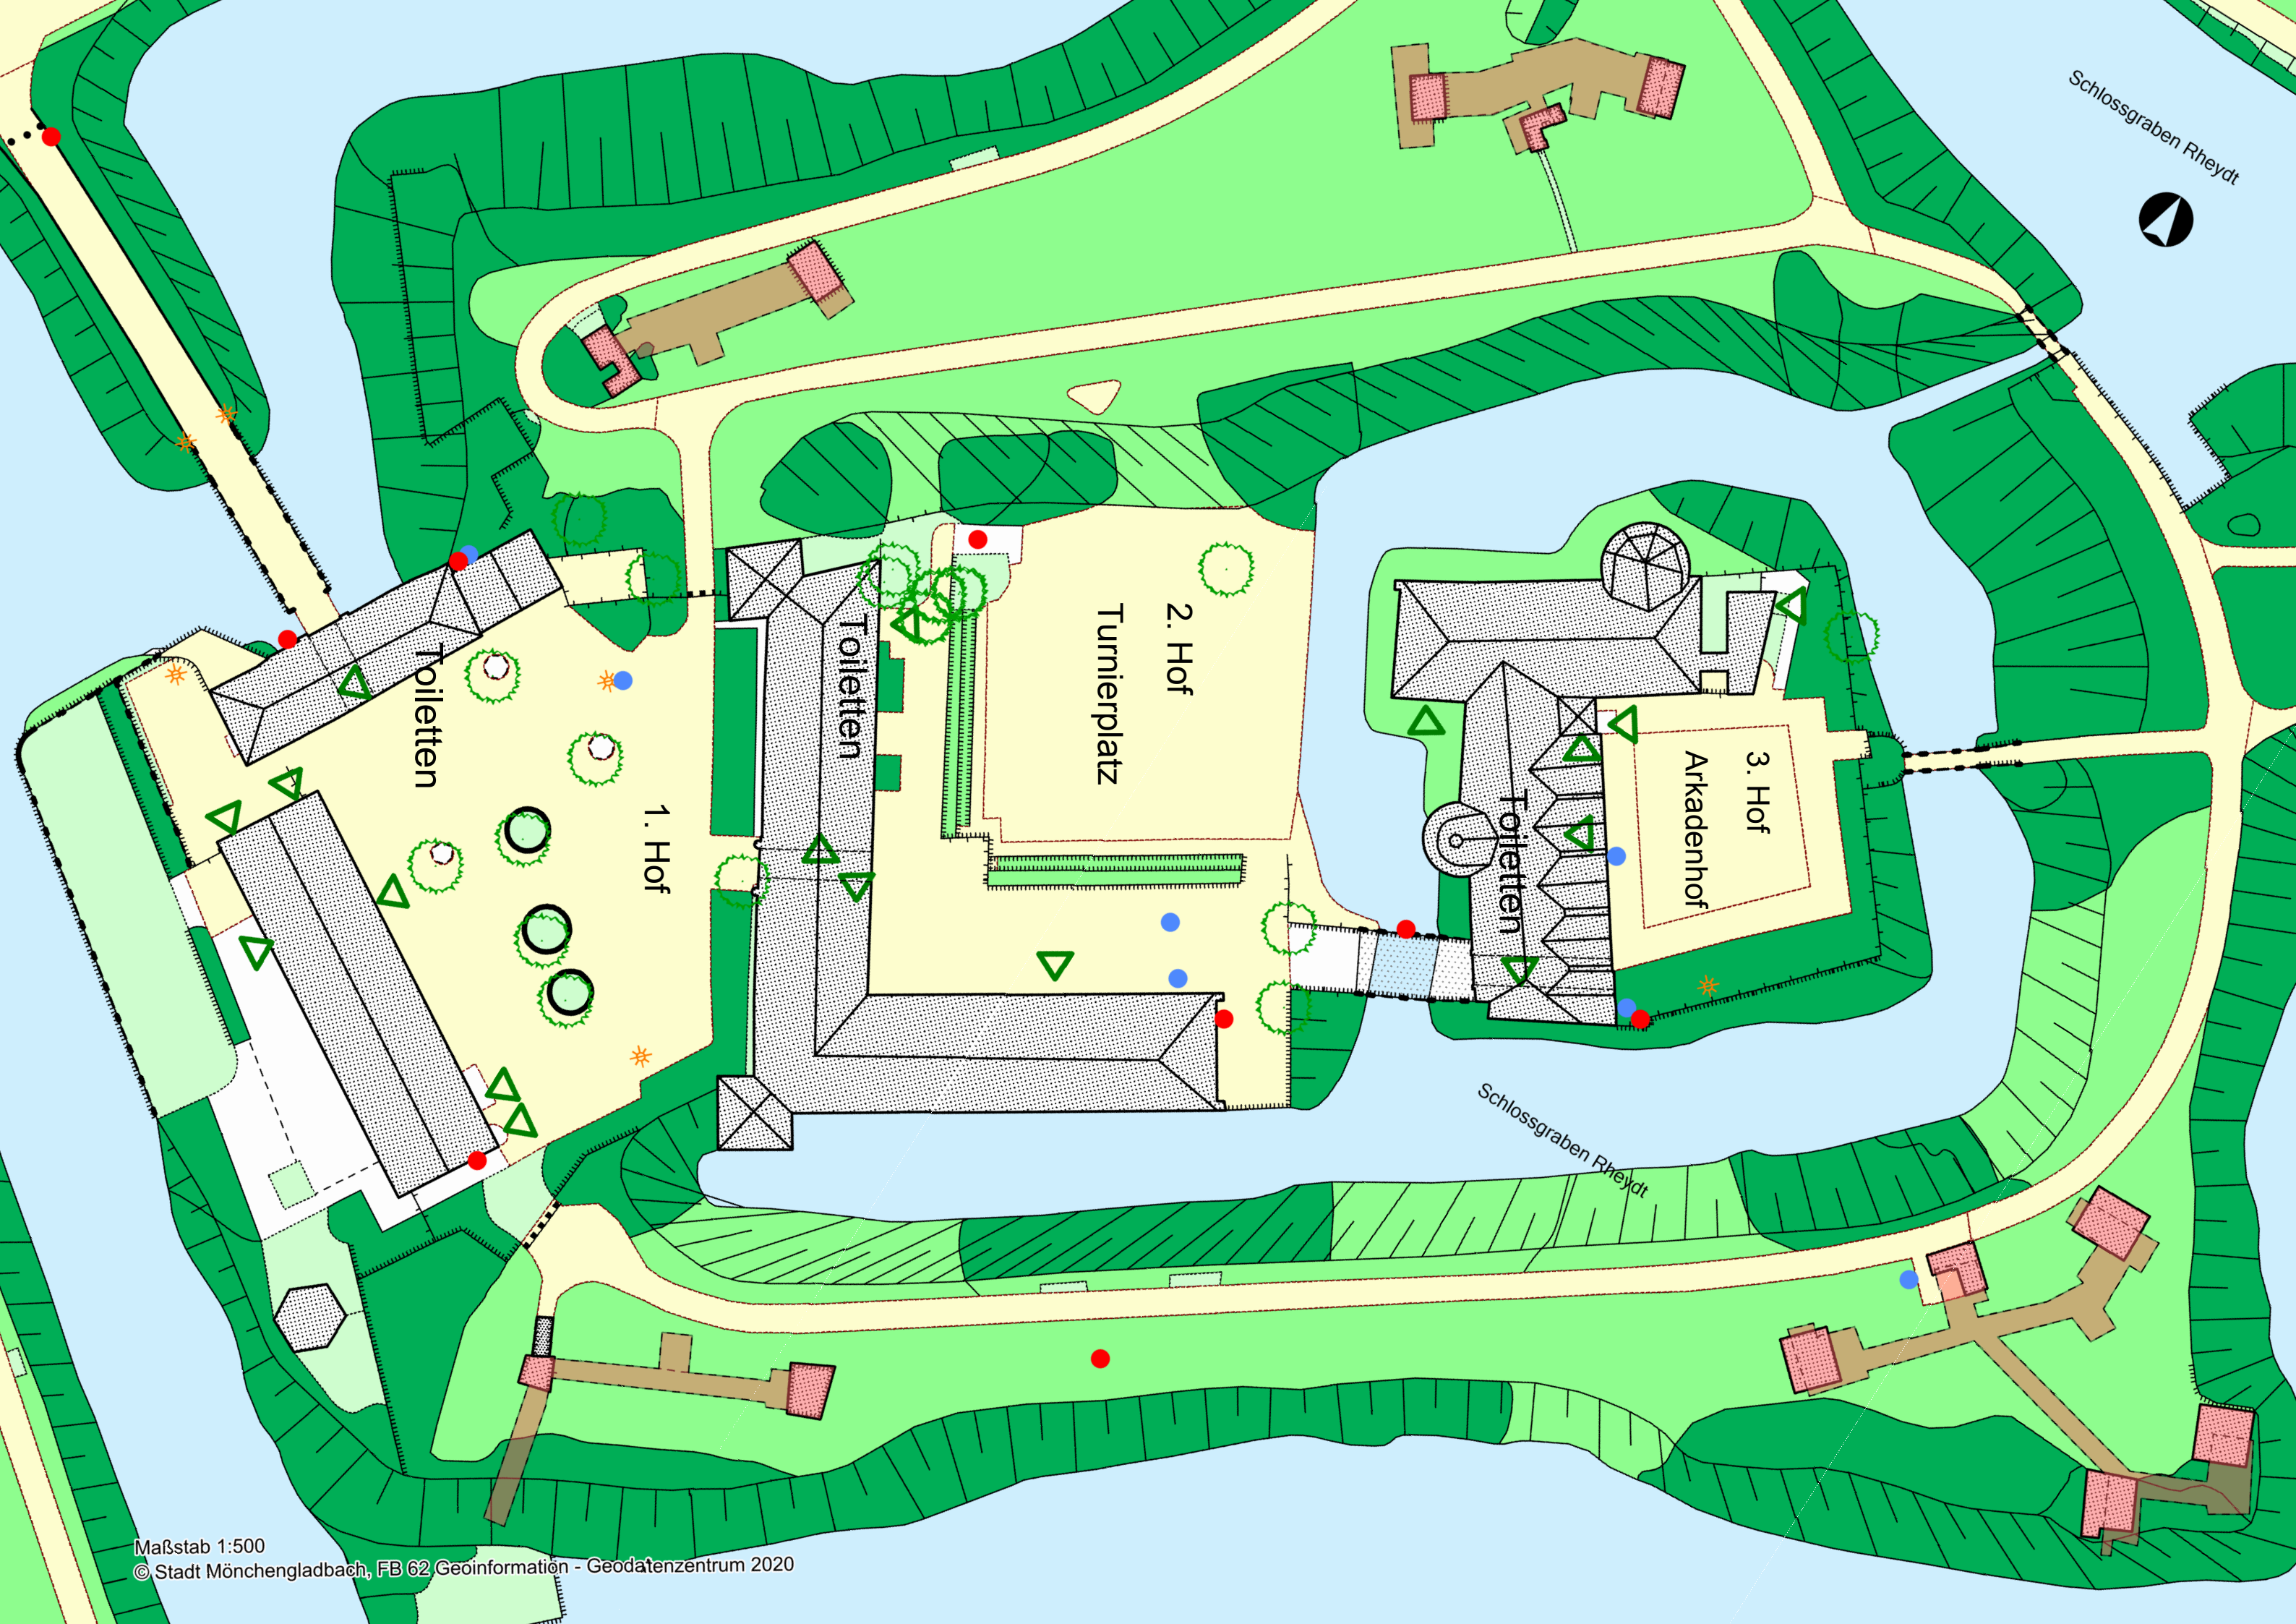 Schlossgraben Rheydt
Toiletten
1. Hof
Toiletten
2. Hof
Turnierplatz
Toiletten
3. Hof
Arkadenhof
Schlossgraben Rheydt
Maßstab 1:500
© Stadt Mönchengladbach, FB 62 Geoinformation - Geodatenzentrum 2020